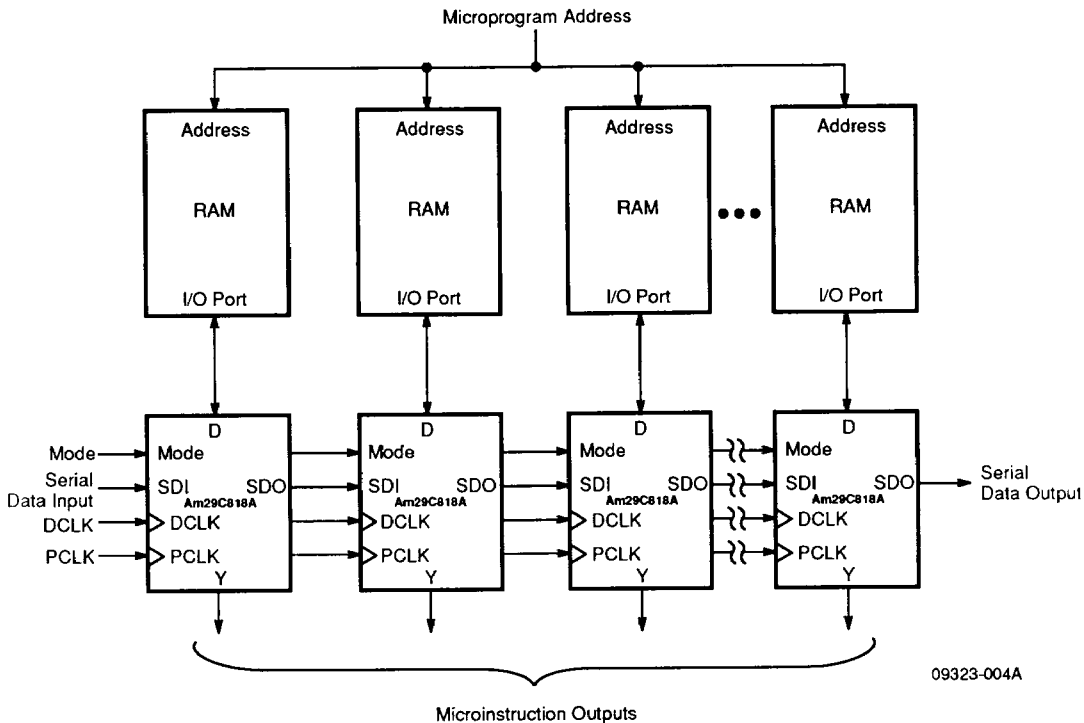 Microprogram Address
Address
Address
Address
Address
RAM
RAM
RAM
RAM
I/O Port
I/O Port
I/O Port
I/O Port
D
D
D
D
Mode
Mode
Mode
Mode
Mode
Serial
Data Input
SDI
SDO
SDI
SDO
SDI
SDO
SDI
SDO
Serial
Data Output
Am29C818A
Am29C818A
Am29C818A
Am29C818A
DCLK
DCLK
DCLK
DCLK
DCLK
PCLK
PCLK
PCLK
PCLK
PCLK
Y
Y
Y
Y
09323-004A
Microinstruction Outputs